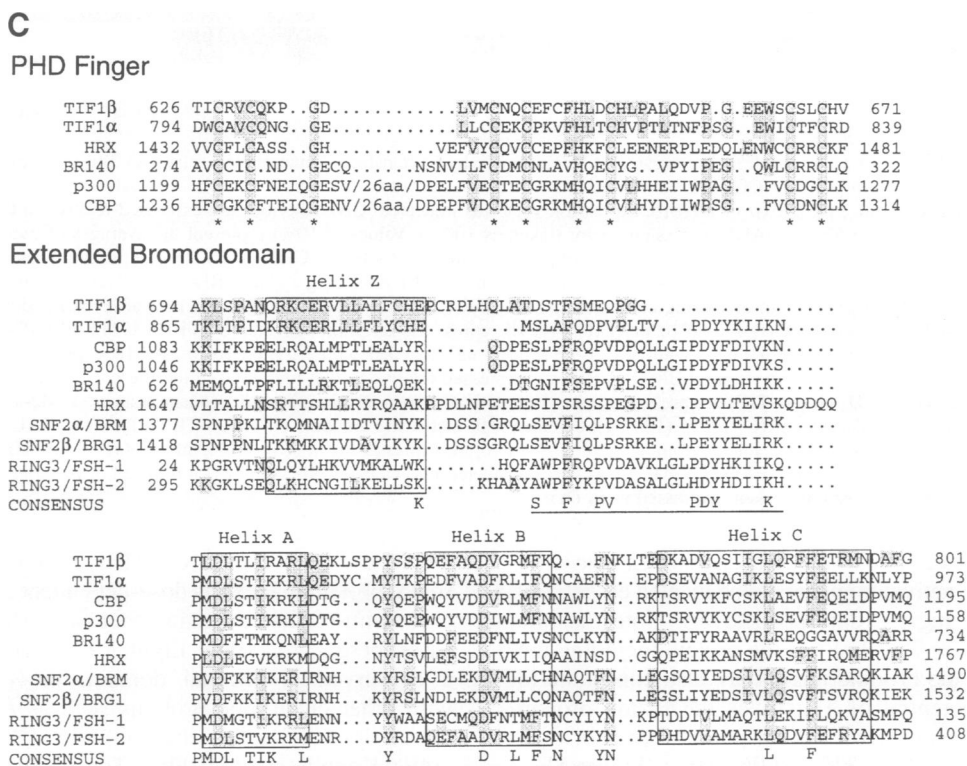 C
PHD Finger
TIF1β 626 TICRVCQKP..GD.............LVMCNQCEFCFHLDCHLPALQDVP.G.EEWSCSLCHV 671
TIF1α 794 DWCAVCQNG..GE.............LLCCEKCPKVFHLTCHVPTLTNFPSG..EWICTFCRD 839
HRX 1432 VVCFLCASS..GH...........VEFVYCQVCCEPFHKFCLEENERPLEDQLENWCCRRCKF 1481
BR140 274 AVCCIC.ND..GECQ........NSNVILFCDMCNLAVHQECYG..VPYIPEG..QWLCRRCLQ 322
p300 1199 HFCEKCFNEIQGESV/26aa/DPELFVECTECGRKMHQICVLHHEIIWPAG...FVCDGCLK 1277
CBP 1236 HFCGKCFTEIQGENV/26aa/DPEPFVDCKECGRKMHQICVLHYDIIWPSG...FVCDNCLK 1314
* * * * * * * * *
Extended Bromodomain
Helix Z
TIF1β 694 AKLSPANQRKCERVLLALFCHEPCRPLHQLATDSTFSMEQPGG............
TIF1α 865 TKLTPIDKRKCERLLLFLYCHE..........MSLAFQDPVPLTV...PDYYKIIKN.....
CBP 1083 KKIFKPEELRQALMPTLEALYR......QDPESLPFRQPVDPQLLGIPDYFDIVKN.....
p300 1046 KKIFKPEELRQALMPTLEALYR......QDPESLPFRQPVDPQLLGIPDYFDIVKS.....
BR140 626 MEMQLTPFLILLRKTLEQLQEK........DTGNIFSEPVPLSE..VPDYLDHIKK.....
HRX 1647 VLTALLNSRTTSHLLRYRQAAKPPDLNPETEESIPSRSSPEGPD..PPVLTEVSKQDDQQ
SNF2α/BRM 1377 SPNPPKLTKQMNAIIDTVINYK.DSS.GRQLSEVFIQLPSRKE..LPEYYELIRK.....
SNF2β/BRG1 1418 SPNPPNLTKKMKKIVDAVIKYK.DSSSGRQLSEVFIQLPSRKE..LPEYYELIRK.....
RING3/FSH-1 24 KPGRVTNQLQYLHKVVMKALWK.......HQFAWPFRQPVDAVKLGLPDYHKIIKQ.....
RING3/FSH-2 295 KKGKLSEQLKHCNGILKELLSK......KHAAYAWPFYKPVDASALGLHDYHDIIKH.....
CONSENSUS K S F PV PDY K
Helix A Helix B Helix C
TIF1β TLDLTLIRARLQEKLSPPYSSPQEFAQDVGRMFKQ...FNKLTEDKADVQSIIGLQRFFETRMNDAFG 801
TIF1α PMDLSTIKKRLQEDYC.MYTKPEDFVADFRLIFQNCAEFN.EPDSEVANAGIKLESYFEELLKNLYP 973
CBP PMDLSTIKRKLDTG...QYQEPWQYVDDVRLMFNNAWLYN..RKTSRVYKFCSKLAEVFEQEIDPVMQ 1195
p300 PMDLSTIKRKLDTG...QYQEPWQYVDDIWLMFNNAWLYN..RKTSRVYKYCSKLSEVFEQEIDPVMQ 1158
BR140 PMDFFTMKQNLEAY...RYLNFDDFEEDFNLIVSNCLKYN..AKDTIFYRAAVRLREQGGAVVRQARR 734
HRX PLDLEGVKRKMDQG...NYTSVLEFSDDIVKIIQAAINSD..GGQPEIKKANSMVKSFFIRQMERVFP 1767
SNF2α/BRM PVDFKKIKERIRNH...KYRSLGDLEKDVMLLCHNAQTFN..LEGSQIYEDSIVLQSVFKSARQKIAK 1490
SNF2β/BRG1 PVDFKKIKERIRNH...KYRSLNDLEKDVMLLCQNAQTFN..LEGSLIYEDSIVLQSVFTSVRQKIEK 1532
RING3/FSH-1 PMDMGTIKRRLENN...YYWAASECMQDFNTMFTNCYIYN..KPTDDIVLMAQTLEKIFLQKVASMPQ 135
RING3/FSH-2 PMDLSTVKRKMENR...DYRDAQEFAADVRLMFSNCYKYN..PPDHDVVAMARKLQDVFEFRYAKMPD 408
CONSENSUS PMDL TIK L Y D L F N YN L F